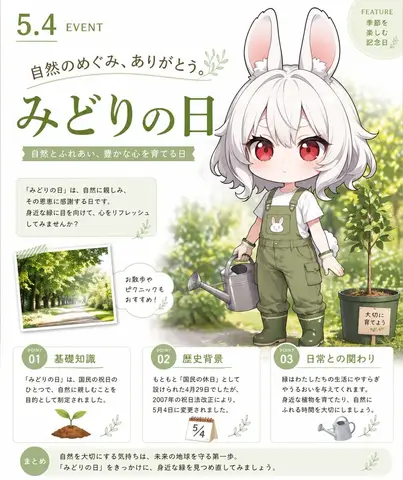 5.4 EVENT
FEATURE
季節を
楽しむ
記念日
自然のめぐみ、ありがとう。
みどりの日
自然とふれあい、豊かな心を育てる日
「みどりの日」は、自然に親しみ、
その恩恵に感謝する日です。
身近な緑に目を向けて、心をリフレッシュ
してみませんか?
お散歩や
ピクニックも
おすすめ!
大切に
育てよう
POINT
01
基礎知識
「みどりの日」は、国民の祝日の
ひとつで、自然に親しむことを
目的として制定されました。
POINT
02
歴史背景
もともと「国民の休日」として
設けられた4月29日でしたが、
2007年の祝日法改正により、
5月4日に変更されました。
5/4
POINT
03
日常との関わり
緑はわたしたちの生活にやすらぎ
やうるおいを与えてくれます。
身近な植物を育てたり、自然に
ふれる時間を大切にしましょう。
まとめ
自然を大切にする気持ちは、未来の地球を守る第一歩。
「みどりの日」をきっかけに、身近な緑を見つめ直してみましょう。